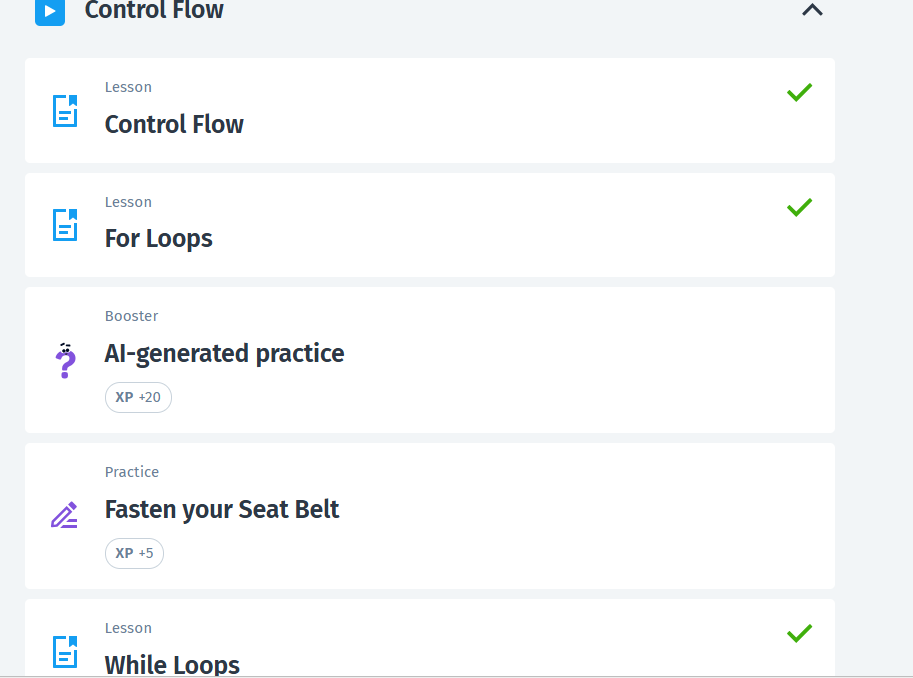 Control Flow
Lesson
Control Flow
Lesson
For Loops
Booster
AI-generated practice
XP +20
Practice
Fasten your Seat Belt
XP +5
Lesson
While Loops